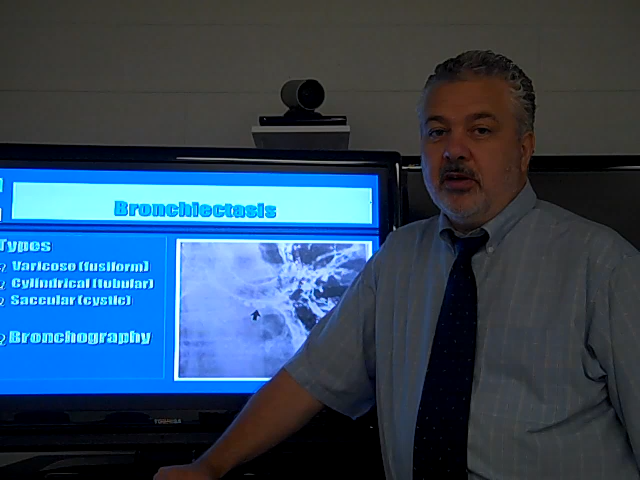 Bronchiectasis
Types
Varicose (fusiform)
Cylindrical (tubular)
Saccular (cystic)
Bronchography
TOSHIBA